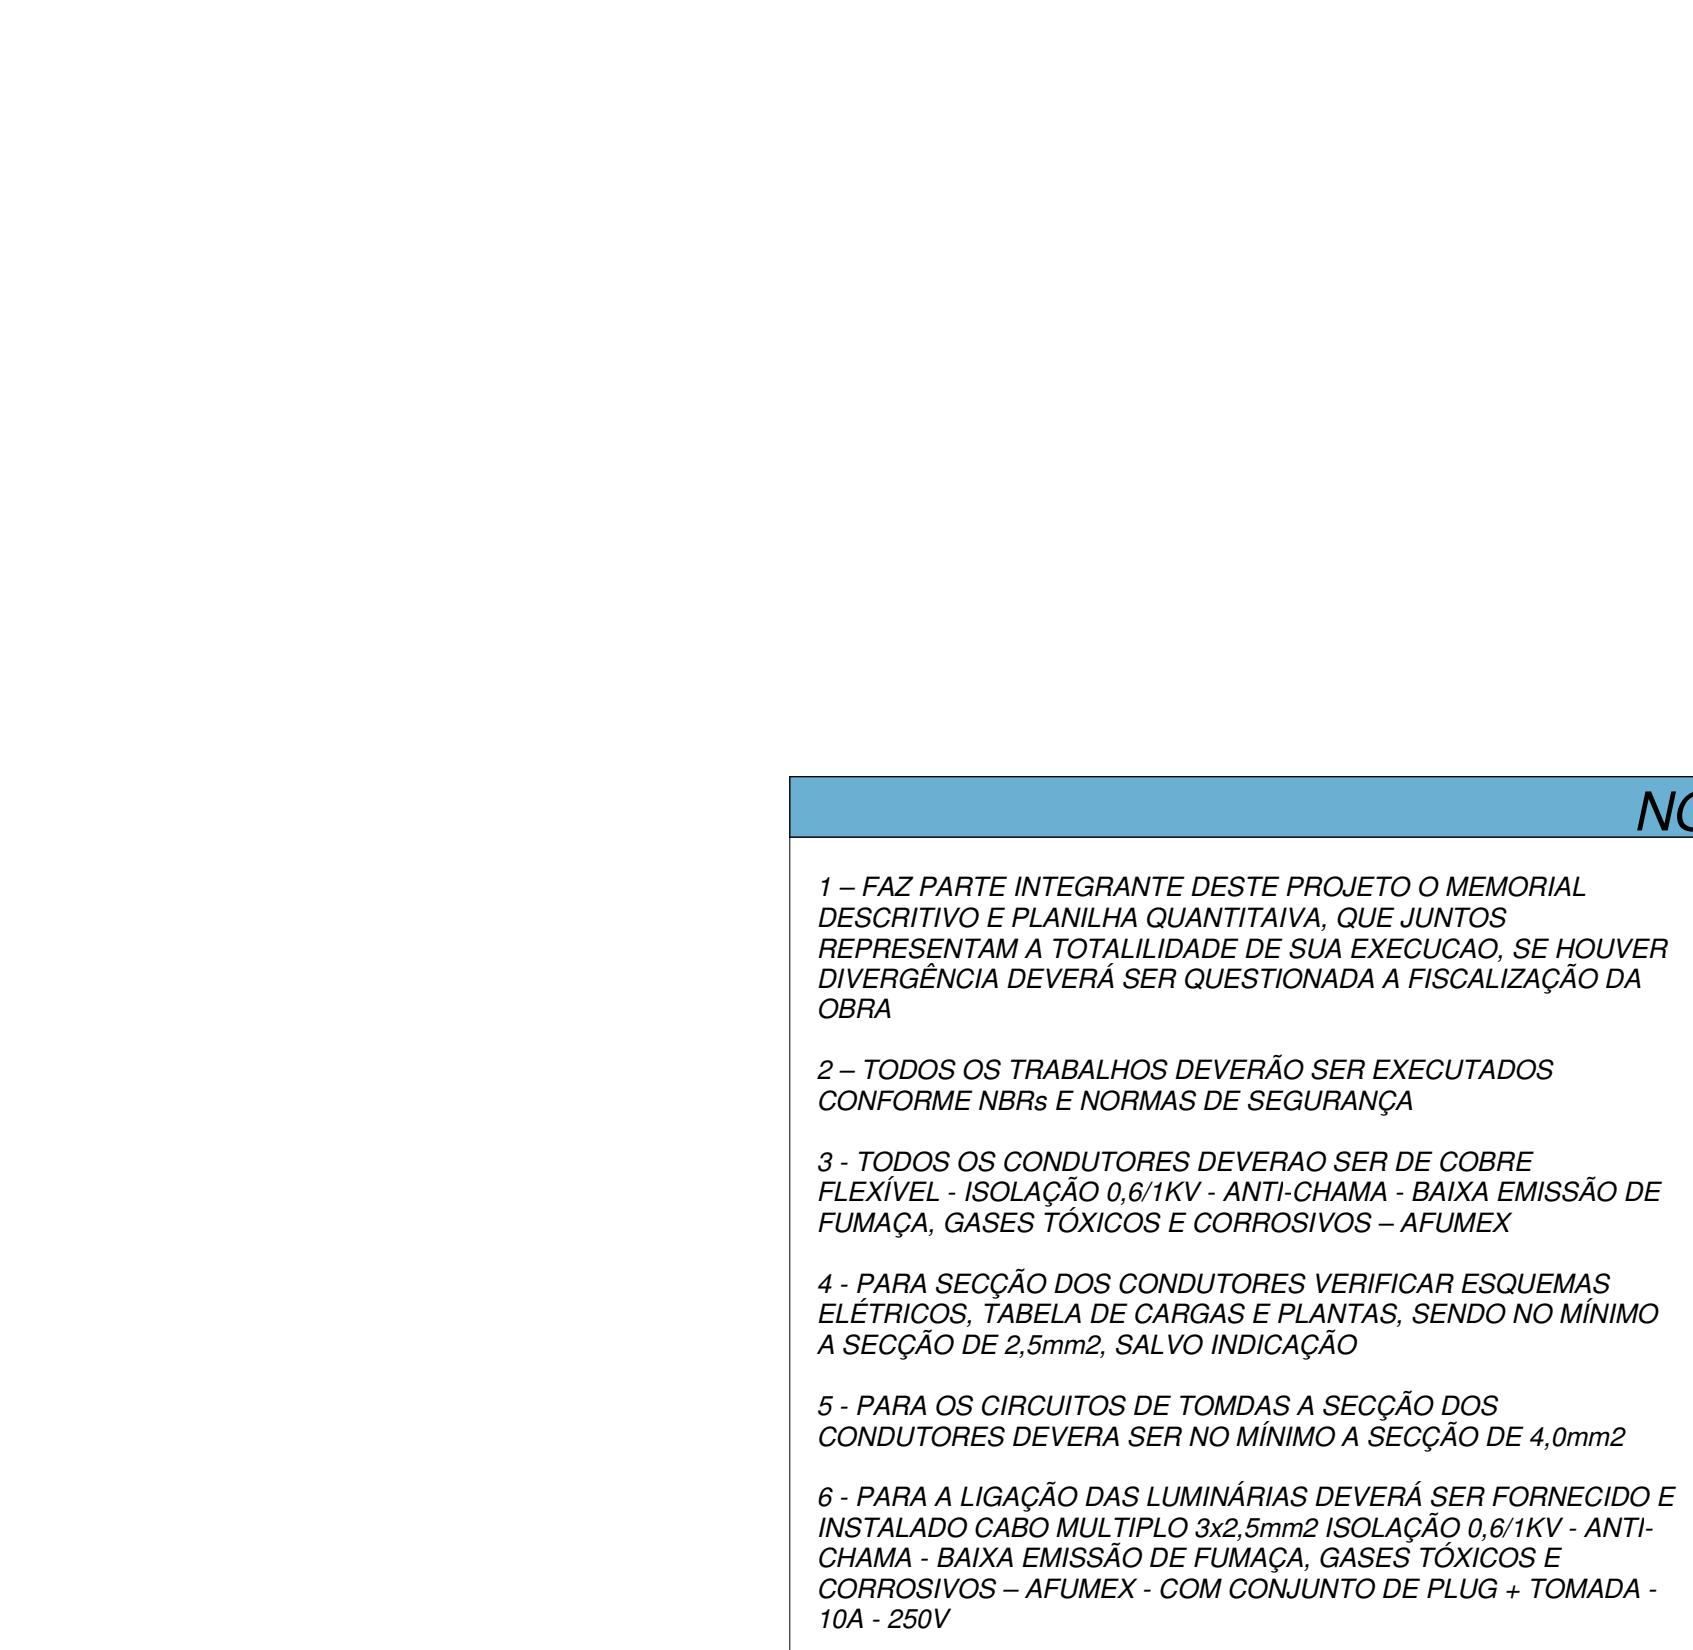 1 – FAZ PARTE INTEGRANTE DESTE PROJETO O MEMORIAL
DESCRITIVO E PLANILHA QUANTITAIVA, QUE JUNTOS
REPRESENTAM A TOTALILIDADE DE SUA EXECUCAO, SE HOUVER
DIVERGÊNCIA DEVERÁ SER QUESTIONADA A FISCALIZAÇÃO DA
OBRA
2 – TODOS OS TRABALHOS DEVERÃO SER EXECUTADOS
CONFORME NBRs E NORMAS DE SEGURANÇA
3 - TODOS OS CONDUTORES DEVERAO SER DE COBRE
FLEXÍVEL - ISOLAÇÃO 0,6/1KV - ANTI-CHAMA - BAIXA EMISSÃO DE
FUMAÇA, GASES TÓXICOS E CORROSIVOS – AFUMEX
4 - PARA SECÇÃO DOS CONDUTORES VERIFICAR ESQUEMAS
ELÉTRICOS, TABELA DE CARGAS E PLANTAS, SENDO NO MÍNIMO
A SECÇÃO DE 2,5mm2, SALVO INDICAÇÃO
5 - PARA OS CIRCUITOS DE TOMDAS A SECÇÃO DOS
CONDUTORES DEVERA SER NO MÍNIMO A SECÇÃO DE 4,0mm2
6 - PARA A LIGAÇÃO DAS LUMINÁRIAS DEVERÁ SER FORNECIDO E
INSTALADO CABO MULTIPLO 3x2,5mm2 ISOLAÇÃO 0,6/1KV - ANTI-
CHAMA - BAIXA EMISSÃO DE FUMAÇA, GASES TÓXICOS E
CORROSIVOS – AFUMEX - COM CONJUNTO DE PLUG + TOMADA -
10A - 250V